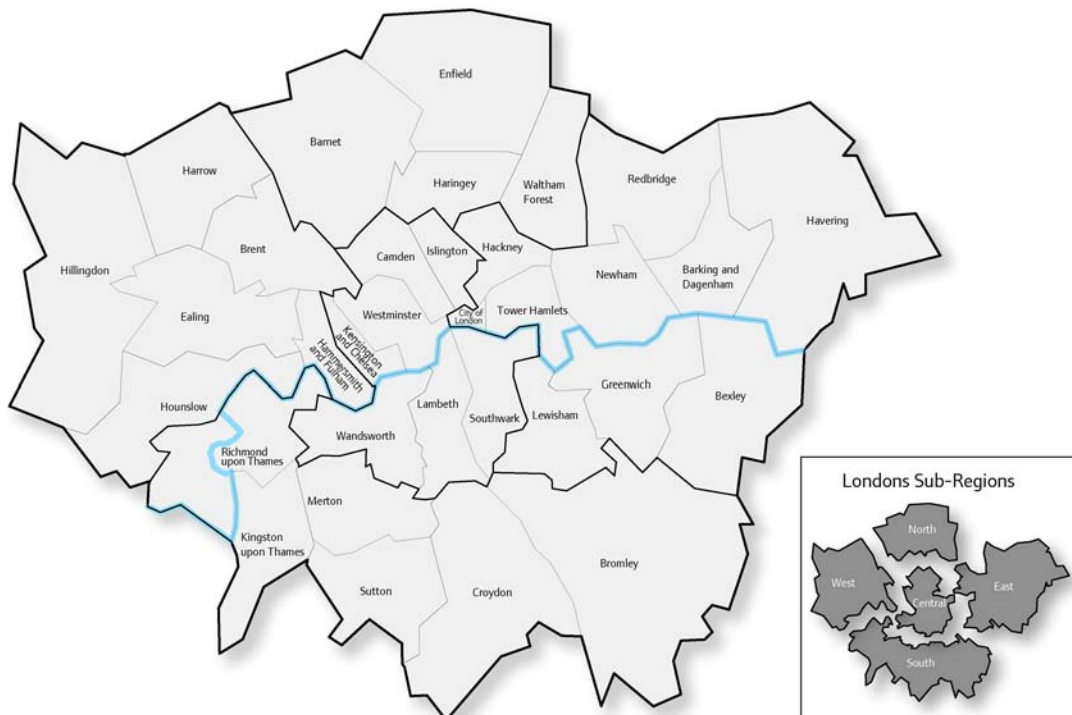 Enfield
Barnet
Harrow
Haringey
Waltham
Forest
Redbridge
Havering
Hillingdon
Brent
Camden
Islington
Hackney
Newham
Barking and
Dagenham
Ealing
Westminster
City of
London
Tower Hamlets
Kensington
and Chelsea
Hammersmith
and Fulham
Hounslow
Lambeth
Southwark
Lewisham
Greenwich
Bexley
Wandsworth
Richmond
upon Thames
Merton
Kingston
upon Thames
Sutton
Croydon
Bromley
Londons Sub-Regions
North
West
East
Central
South